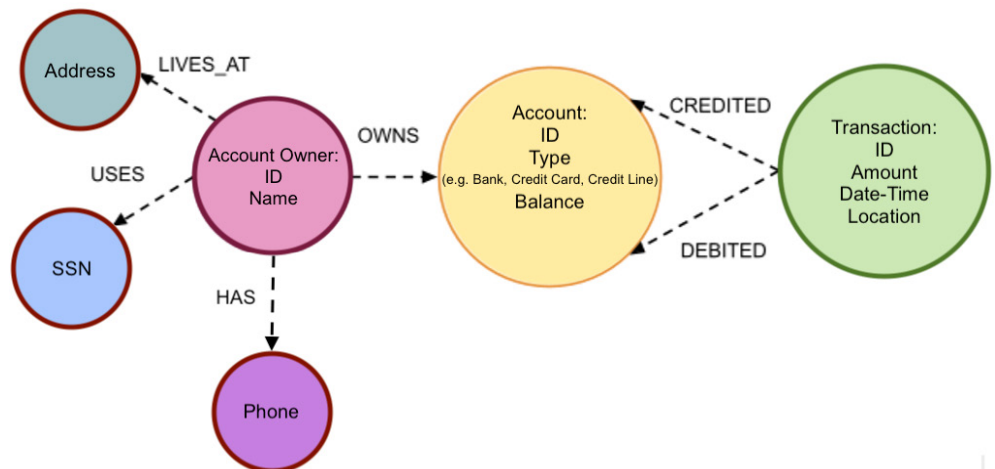 Address
LIVES_AT
USES
SSN
Account Owner:
ID
Name
HAS
Phone
OWNS
Account:
ID
Type
(e.g. Bank, Credit Card, Credit Line)
Balance
CREDITED
DEBITED
Transaction:
ID
Amount
Date-Time
Location